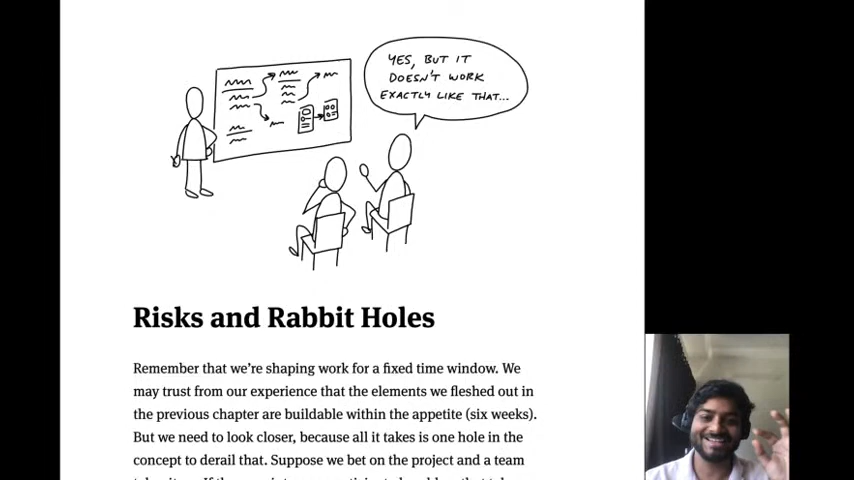 YES, BUT IT
DOESN'T WORK
EXACTLY LIKE THAT...
Risks and Rabbit Holes
Remember that we're shaping work for a fixed time window. We
may trust from our experience that the elements we fleshed out in
the previous chapter are buildable within the appetite (six weeks).
But we need to look closer, because all it takes is one hole in the
concept to derail that. Suppose we bet on the project and a team